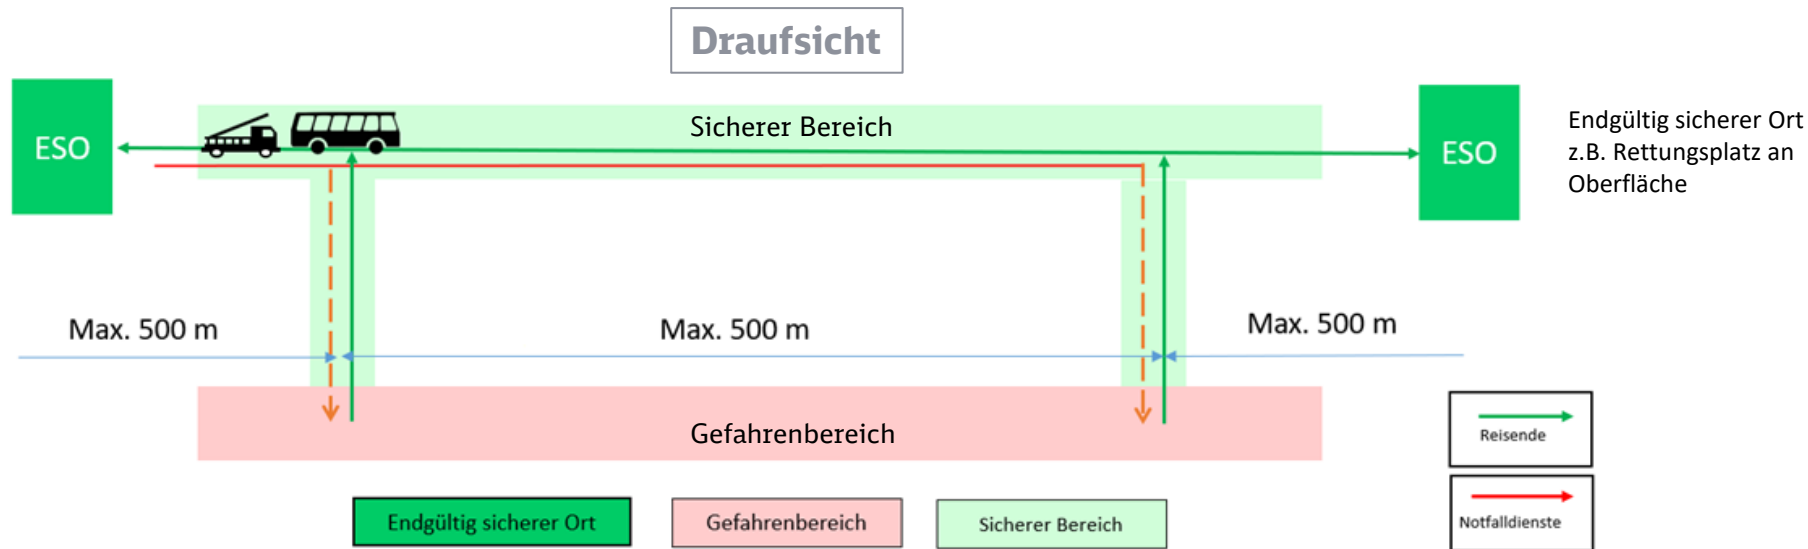 Draufsicht
ESO
Sicherer Bereich
ESO
Endgültig sicherer Ort
z.B. Rettungsplatz an
Oberfläche
Max. 500 m
Max. 500 m
Max. 500 m
Gefahrenbereich
Reisende
Notfalldienste
Endgültig sicherer Ort
Gefahrenbereich
Sicherer Bereich